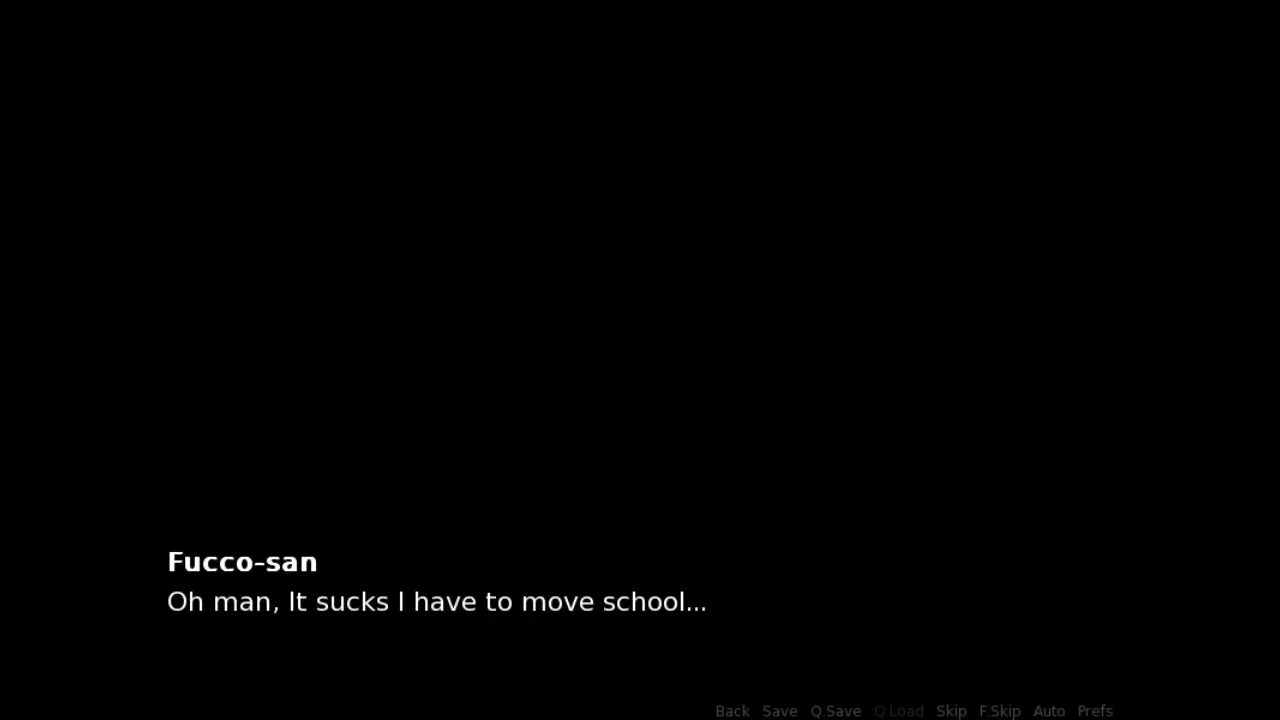 Fucco-san
Oh man, It sucks I have to move school...
Back Save Q.Save Q.Load Skip F.Skip Auto Prefs